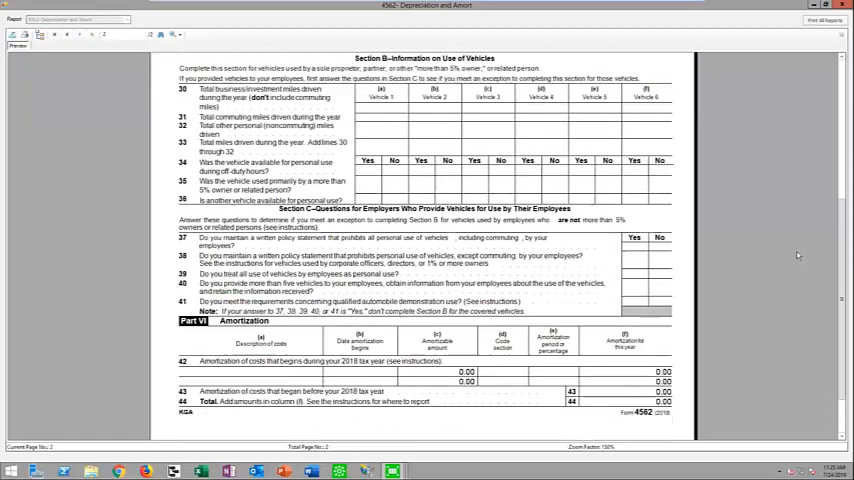 4562- Depreciation and Amort
Report 4562-Depreciation and Amort
Print All Reports
2 /2
Preview
Section B–Information on Use of Vehicles
Complete this section for vehicles used by a sole proprietor, partner, or other "more than 5% owner," or related person.
If you provided vehicles to your employees, first answer the questions in Section C to see if you meet an exception to completing this section for those vehicles.
30 Total business/investment miles driven during the year (don't include commuting miles)
(a) Vehicle 1 (b) Vehicle 2 (c) Vehicle 3 (d) Vehicle 4 (e) Vehicle 5 (f) Vehicle 6
31 Total commuting miles driven during the year
32 Total other personal (noncommuting) miles driven
33 Total miles driven during the year. Add lines 30 through 32
34 Was the vehicle available for personal use during off-duty hours?
Yes No Yes No Yes No Yes No Yes No Yes No
35 Was the vehicle used primarily by a more than 5% owner or related person?
36 Is another vehicle available for personal use?
Section C–Questions for Employers Who Provide Vehicles for Use by Their Employees
Answer these questions to determine if you meet an exception to completing Section B for vehicles used by employees who are not more than 5%
owners or related persons (see instructions).
37 Do you maintain a written policy statement that prohibits all personal use of vehicles , including commuting , by your Yes No
employees?
38 Do you maintain a written policy statement that prohibits personal use of vehicles, except commuting, by your employees?
See the instructions for vehicles used by corporate officers, directors, or 1% or more owners
39 Do you treat all use of vehicles by employees as personal use?
40 Do you provide more than five vehicles to your employees, obtain information from your employees about the use of the vehicles,
and retain the information received?
41 Do you meet the requirements concerning qualified automobile demonstration use? (See instructions.)
Note: If your answer to 37, 38, 39, 40, or 41 is "Yes," don't complete Section B for the covered vehicles
Part VI Amortization
(a) Description of costs (b) Date amortization begins (c) Amortizable amount (d) Code section (e) Amortization period or percentage (f) Amortization for this year
42 Amortization of costs that begins during your 2018 tax year (see instructions):
0.00 0.00
0.00 0.00
43 Amortization of costs that began before your 2018 tax year 43 0.00
44 Total. Add amounts in column (f). See the instructions for where to report 44 0.00
KGA Form 4562 (2018)
Current Page No.: 2 Total Page No.: 2 Zoom Factor: 150%
11:25 AM
7/24/2019